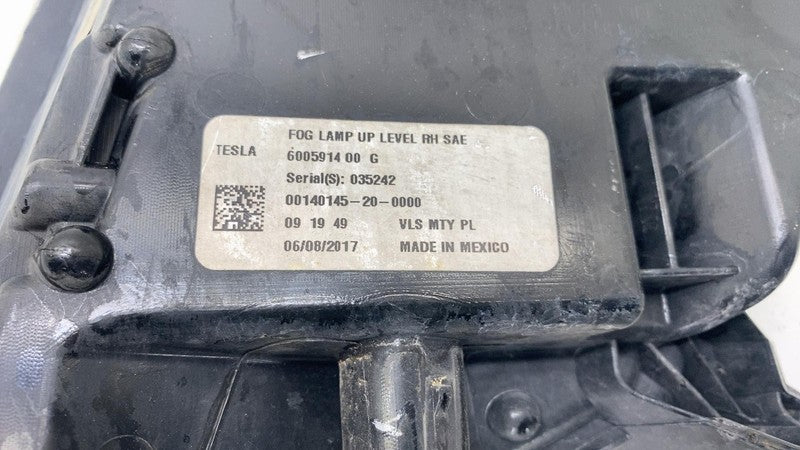 FOG LAMP UP LEVEL RH SAE
TESLA 6005914 00 G
Serial(S): 035242
00140145-20-0000
09 19 49 VLS MTY PL
06/08/2017 MADE IN MEXICO